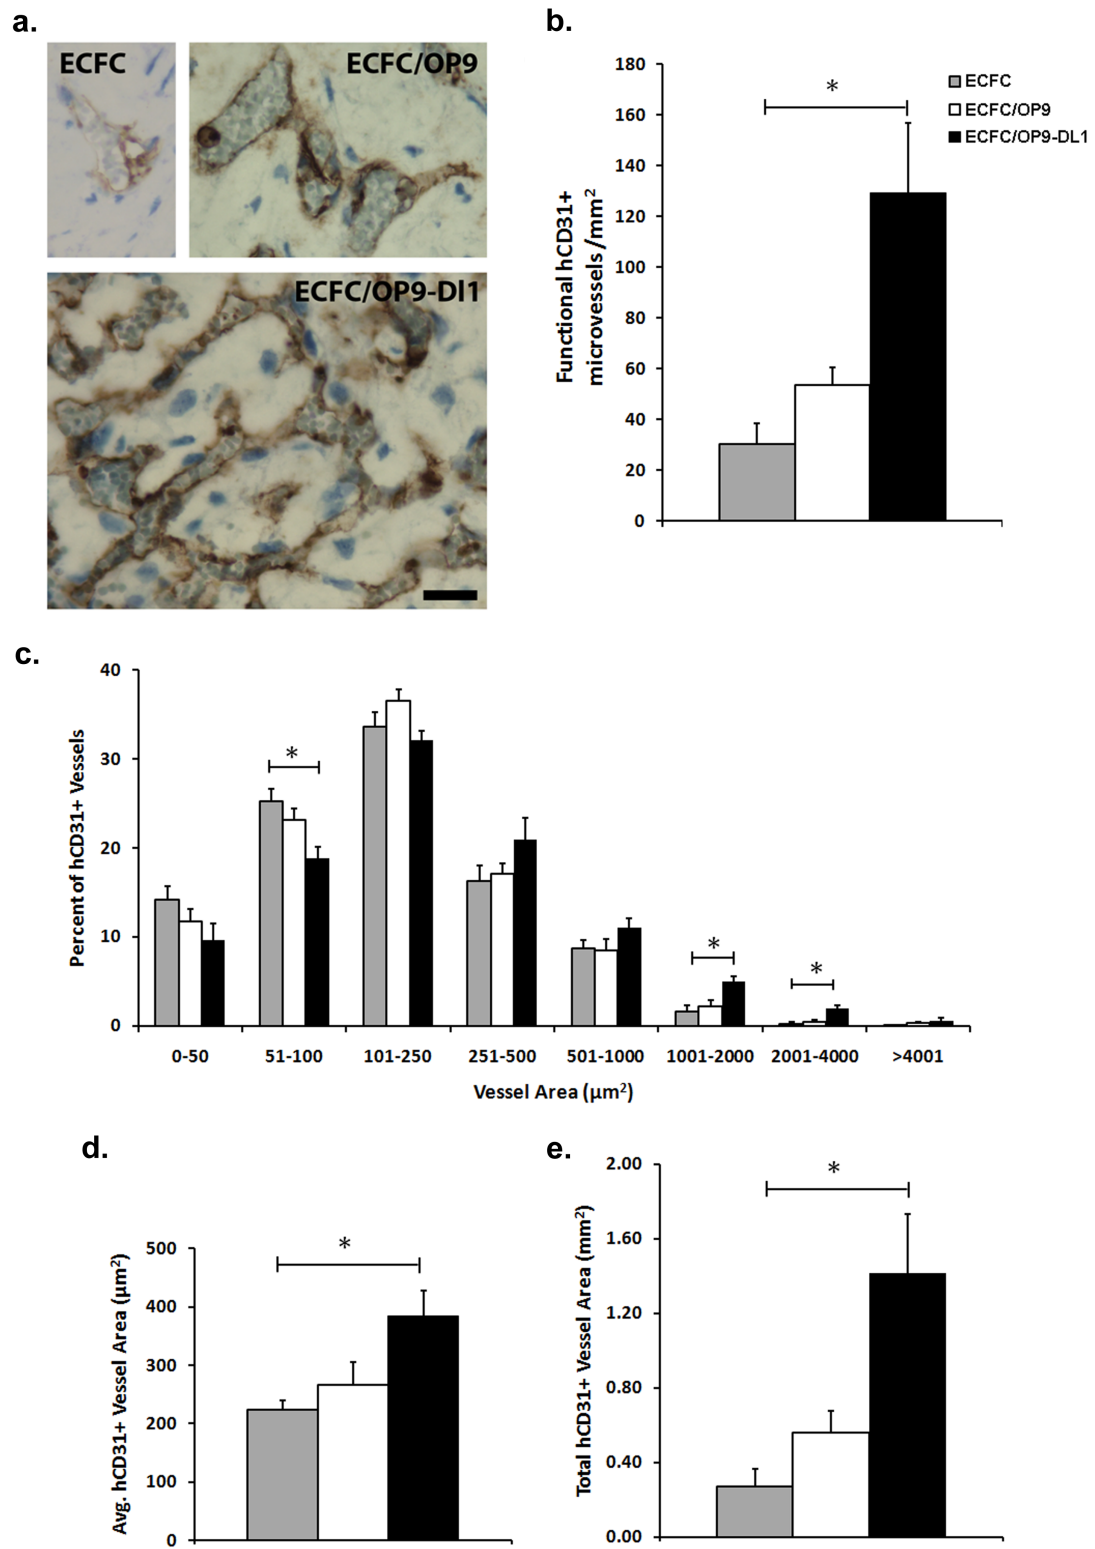 a.
ECFC
ECFC/OP9
ECFC/OP9-Dl1
b.
180
160
140
120
100
80
60
40
20
0
Functional hCD31+
microvessels/mm²
*
ECFC
ECFC/OP9
ECFC/OP9-DL1
c.
40
30
20
10
0
Percent of hCD31+ Vessels
*
*
*
0-50 51-100 101-250 251-500 501-1000 1001-2000 2001-4000 >4001
Vessel Area (µm²)
d.
500
400
300
200
100
0
Avg. hCD31+ Vessel Area (µm²)
*
e.
2.00
1.60
1.20
0.80
0.40
0.00
Total hCD31+ Vessel Area (mm²)
*